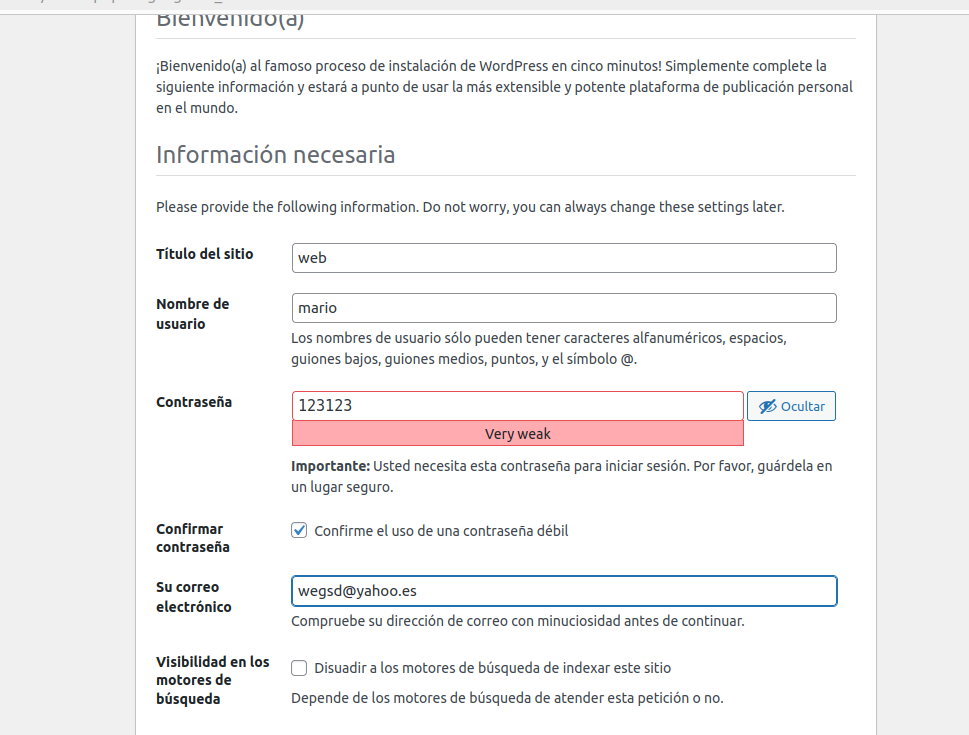 Bienvenido(a)
¡Bienvenido(a) al famoso proceso de instalación de WordPress en cinco minutos! Simplemente complete la
siguiente información y estará a punto de usar la más extensible y potente plataforma de publicación personal
en el mundo.
Información necesaria
Please provide the following information. Do not worry, you can always change these settings later.
Título del sitio
web
Nombre de
usuario
mario
Los nombres de usuario sólo pueden tener caracteres alfanuméricos, espacios,
guiones bajos, guiones medios, puntos, y el símbolo @.
Contraseña
123123
Ocultar
Very weak
Importante: Usted necesita esta contraseña para iniciar sesión. Por favor, guárdela en
un lugar seguro.
Confirmar
contraseña
Confirme el uso de una contraseña débil
Su correo
electrónico
wegsd@yahoo.es
Compruebe su dirección de correo con minuciosidad antes de continuar.
Visibilidad en los
motores de
búsqueda
Disuadir a los motores de búsqueda de indexar este sitio
Depende de los motores de búsqueda de atender esta petición o no.